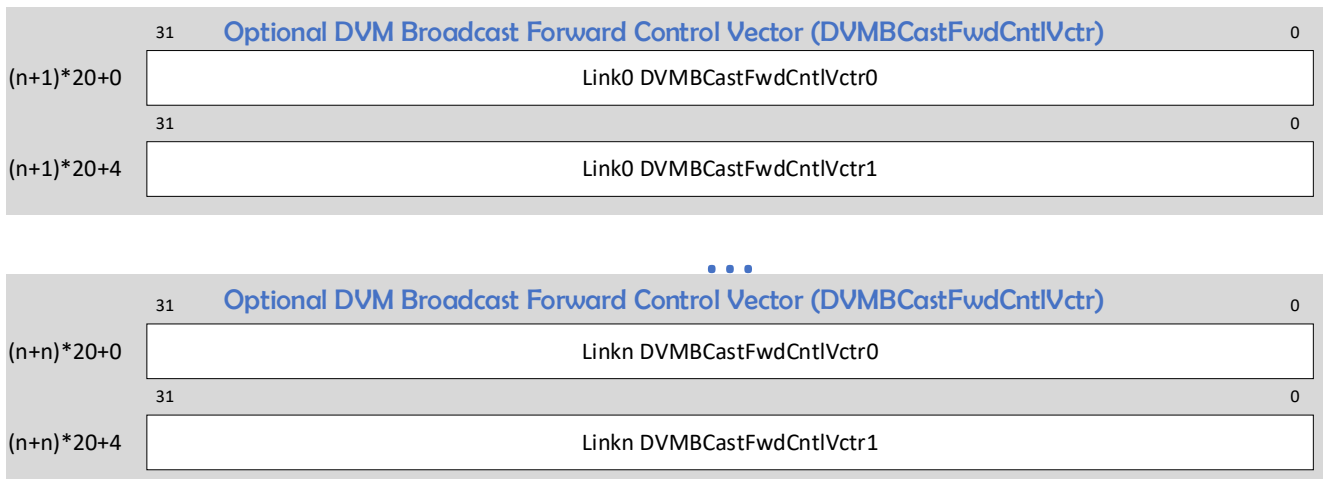 31 Optional DVM Broadcast Forward Control Vector (DVMBCastFwdCntlVctr) 0
(n+1)*20+0 Link0 DVMBCastFwdCntlVctr0
31 0
(n+1)*20+4 Link0 DVMBCastFwdCntlVctr1
...
31 Optional DVM Broadcast Forward Control Vector (DVMBCastFwdCntlVctr) 0
(n+n)*20+0 Linkn DVMBCastFwdCntlVctr0
31 0
(n+n)*20+4 Linkn DVMBCastFwdCntlVctr1